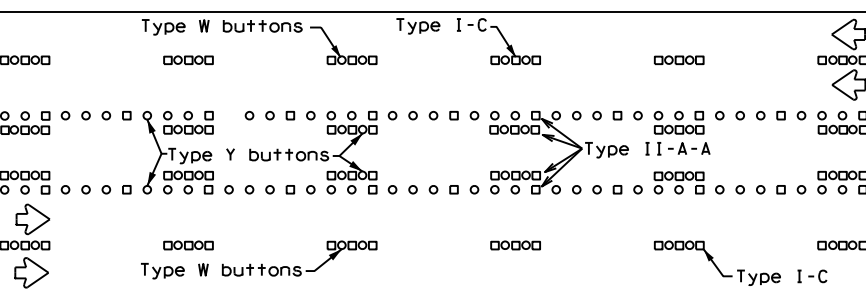 Type W buttons
Type I-C
Type Y buttons
Type II-A-A
Type W buttons
Type I-C